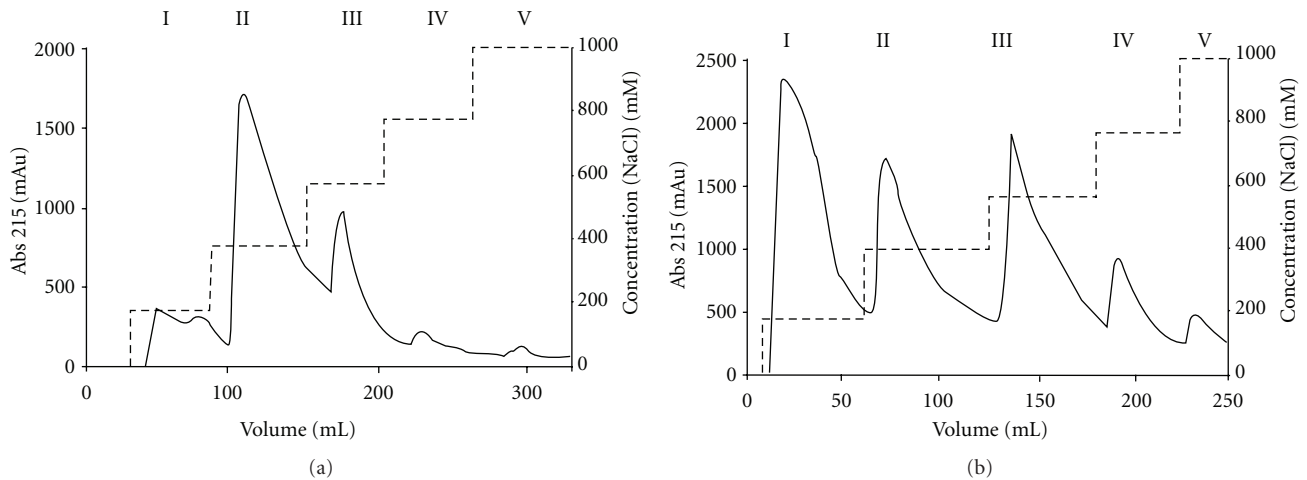 I II III IV V
2000
1500
1000
500
0
Abs 215 (mAu)
0 100 200 300
Volume (mL)
1000
800
600
400
200
0
Concentration (NaCl) (mM)
(a)
I II III IV V
2500
2000
1500
1000
500
0
Abs 215 (mAu)
0 50 100 150 200 250
Volume (mL)
1000
800
600
400
200
0
Concentration (NaCl) (mM)
(b)